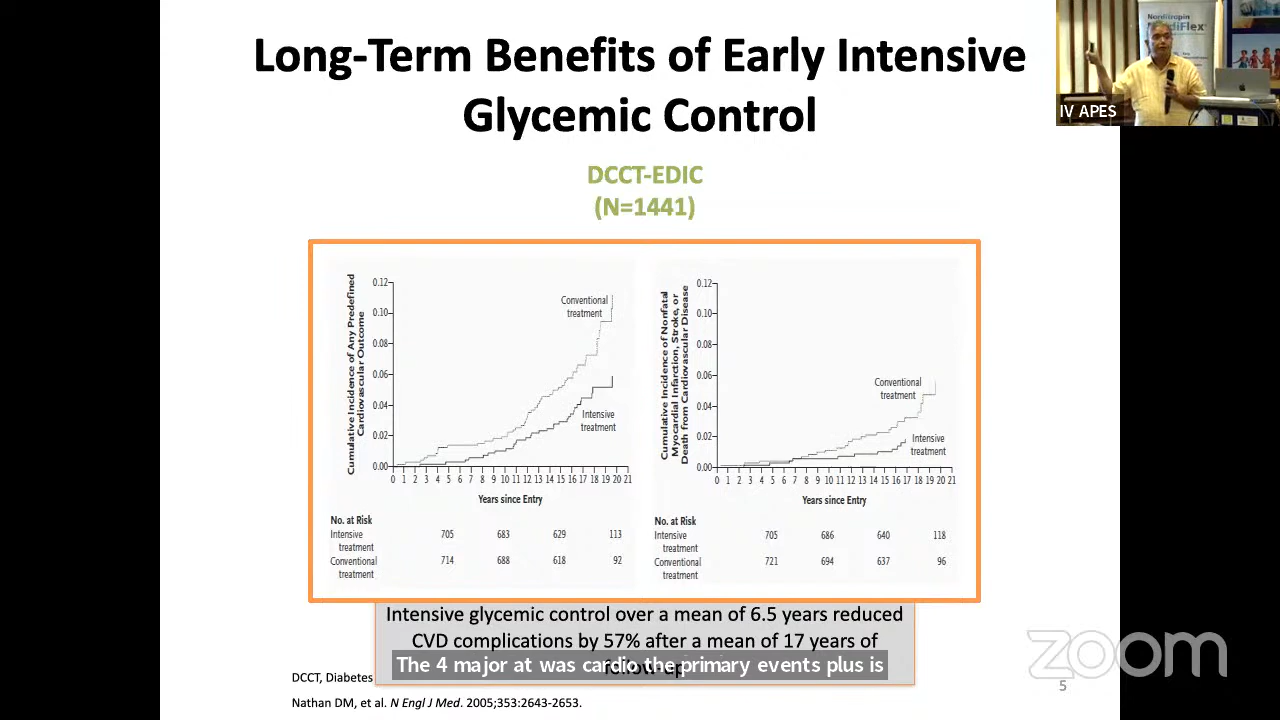 Long-Term Benefits of Early Intensive
Glycemic Control
DCCT-EDIC
(N=1441)
Cumulative Incidence of Any Predefined
Cardiovascular Outcome
0.12
0.10
0.08
0.06
0.04
0.02
0.00
Conventional
treatment
Intensive
treatment
0 1 2 3 4 5 6 7 8 9 10 11 12 13 14 15 16 17 18 19 20 21
Years since Entry
No. at Risk
Intensive
treatment
705 683 629 113
Conventional
treatment
714 688 618 92
Cumulative Incidence of Nonfatal
Myocardial Infarction, Stroke, or
Death from Cardiovascular Disease
0.12
0.10
0.08
0.06
0.04
0.02
0.00
Conventional
treatment
Intensive
treatment
0 1 2 3 4 5 6 7 8 9 10 11 12 13 14 15 16 17 18 19 20 21
Years since Entry
No. at Risk
Intensive
treatment
705 686 640 118
Conventional
treatment
721 694 637 96
Intensive glycemic control over a mean of 6.5 years reduced
CVD complications by 57% after a mean of 17 years of
The 4 major at was cardio the primary events plus is
DCCT, Diabetes
Nathan DM, et al. N Engl J Med. 2005;353:2643-2653.
5
zoom
IV APES
Norditropin